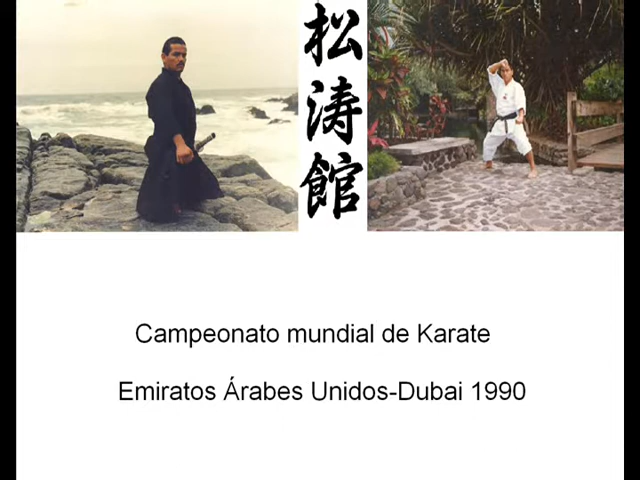 松
涛
館
Campeonato mundial de Karate
Emiratos Árabes Unidos-Dubai 1990